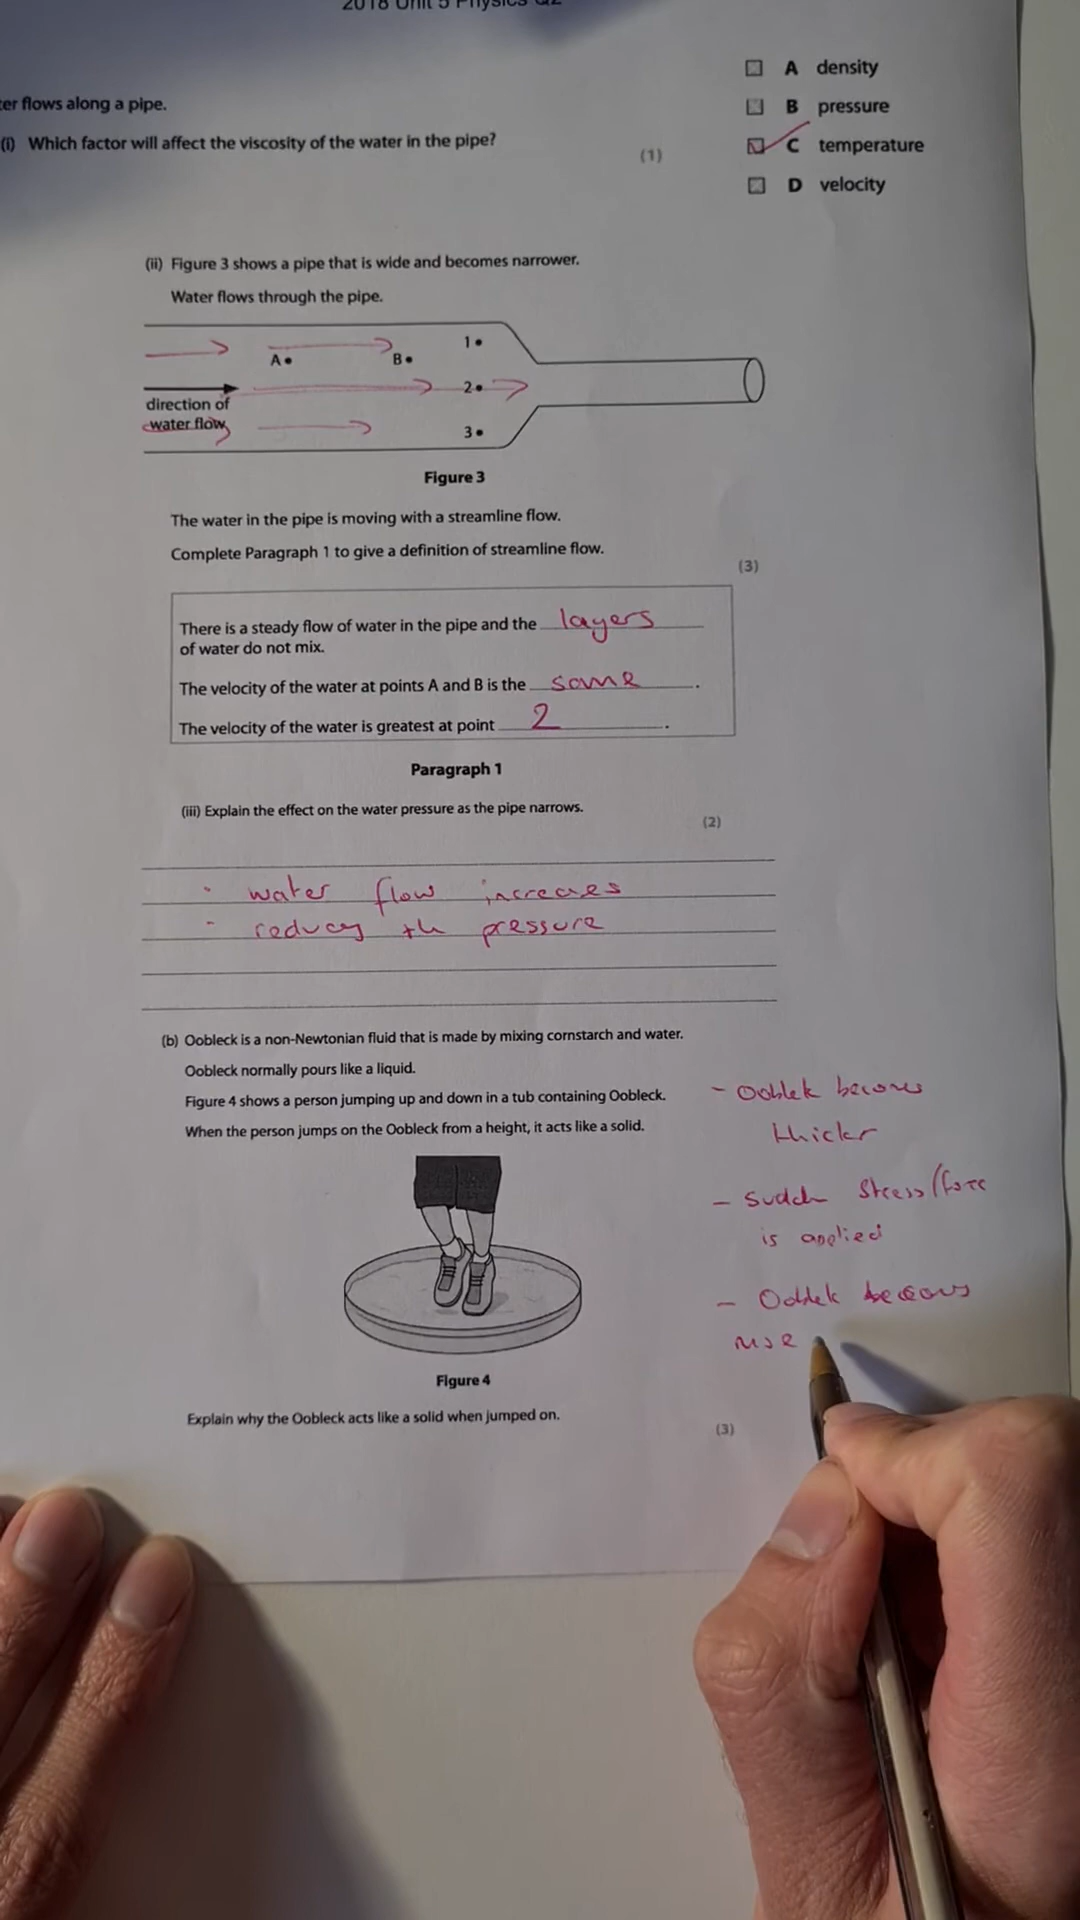 2018 Unit 5 Physics Q2
ter flows along a pipe.
(i) Which factor will affect the viscosity of the water in the pipe?
(1)
A density
B pressure
C temperature
D velocity
(ii) Figure 3 shows a pipe that is wide and becomes narrower.
Water flows through the pipe.
A
B
1
2
3
direction of
water flow
Figure 3
The water in the pipe is moving with a streamline flow.
Complete Paragraph 1 to give a definition of streamline flow.
(3)
There is a steady flow of water in the pipe and the layers
of water do not mix.
The velocity of the water at points A and B is the same.
The velocity of the water is greatest at point 2.
Paragraph 1
(iii) Explain the effect on the water pressure as the pipe narrows.
(2)
water flow increases
- reduces the pressure
(b) Oobleck is a non-Newtonian fluid that is made by mixing cornstarch and water.
Oobleck normally pours like a liquid.
Figure 4 shows a person jumping up and down in a tub containing Oobleck.
When the person jumps on the Oobleck from a height, it acts like a solid.
Figure 4
Explain why the Oobleck acts like a solid when jumped on.
(3)
- Ooblek becomes
thicker
- Sudden Stress/force
is applied
- Ooblek becomes
more